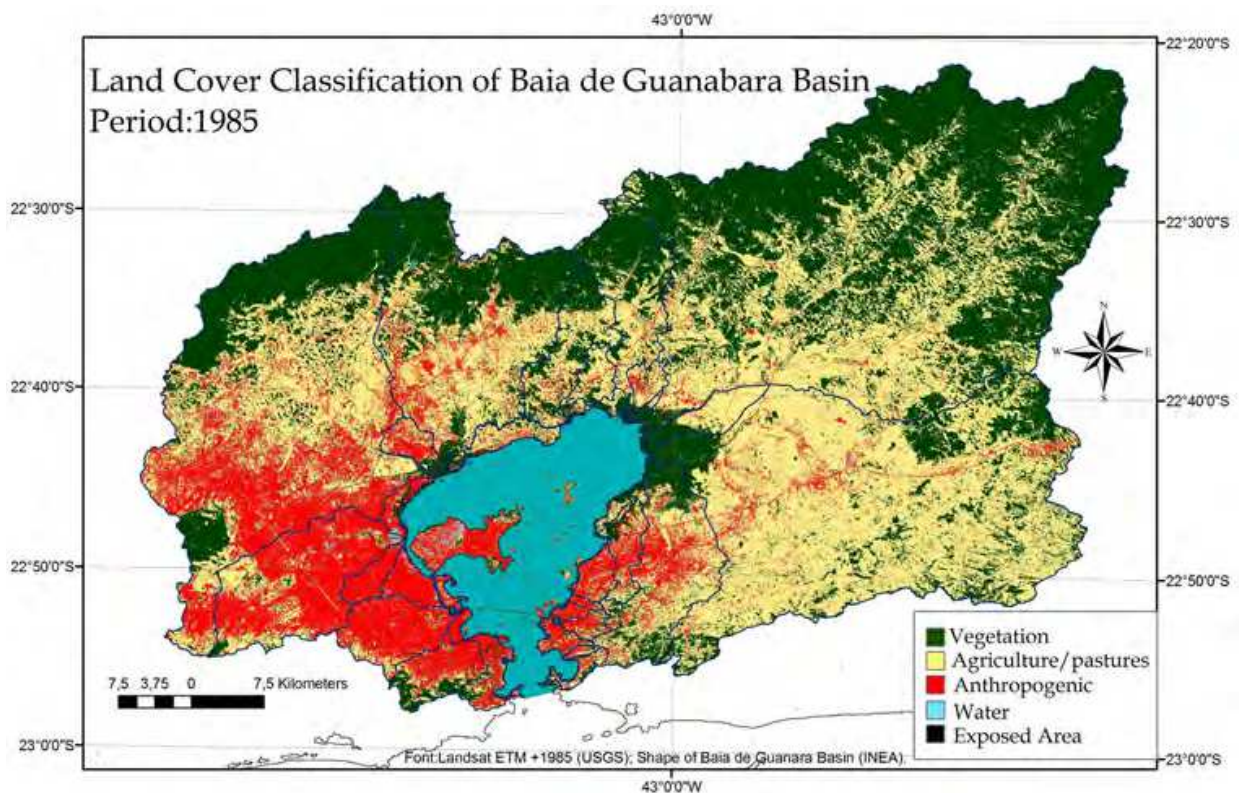 43°0'0"W
22°20'0"S
Land Cover Classification of Baia de Guanabara Basin
Period:1985
22°30'0"S
22°30'0"S
N
W
E
S
22°40'0"S
22°40'0"S
22°50'0"S
22°50'0"S
Vegetation
Agriculture/pastures
Anthropogenic
Water
Exposed Area
7,5 3,75 0 7,5 Kilometers
23°0'0"S
23°0'0"S
Font:Landsat ETM +1985 (USGS); Shape of Baia de Guanara Basin (INEA).
43°0'0"W